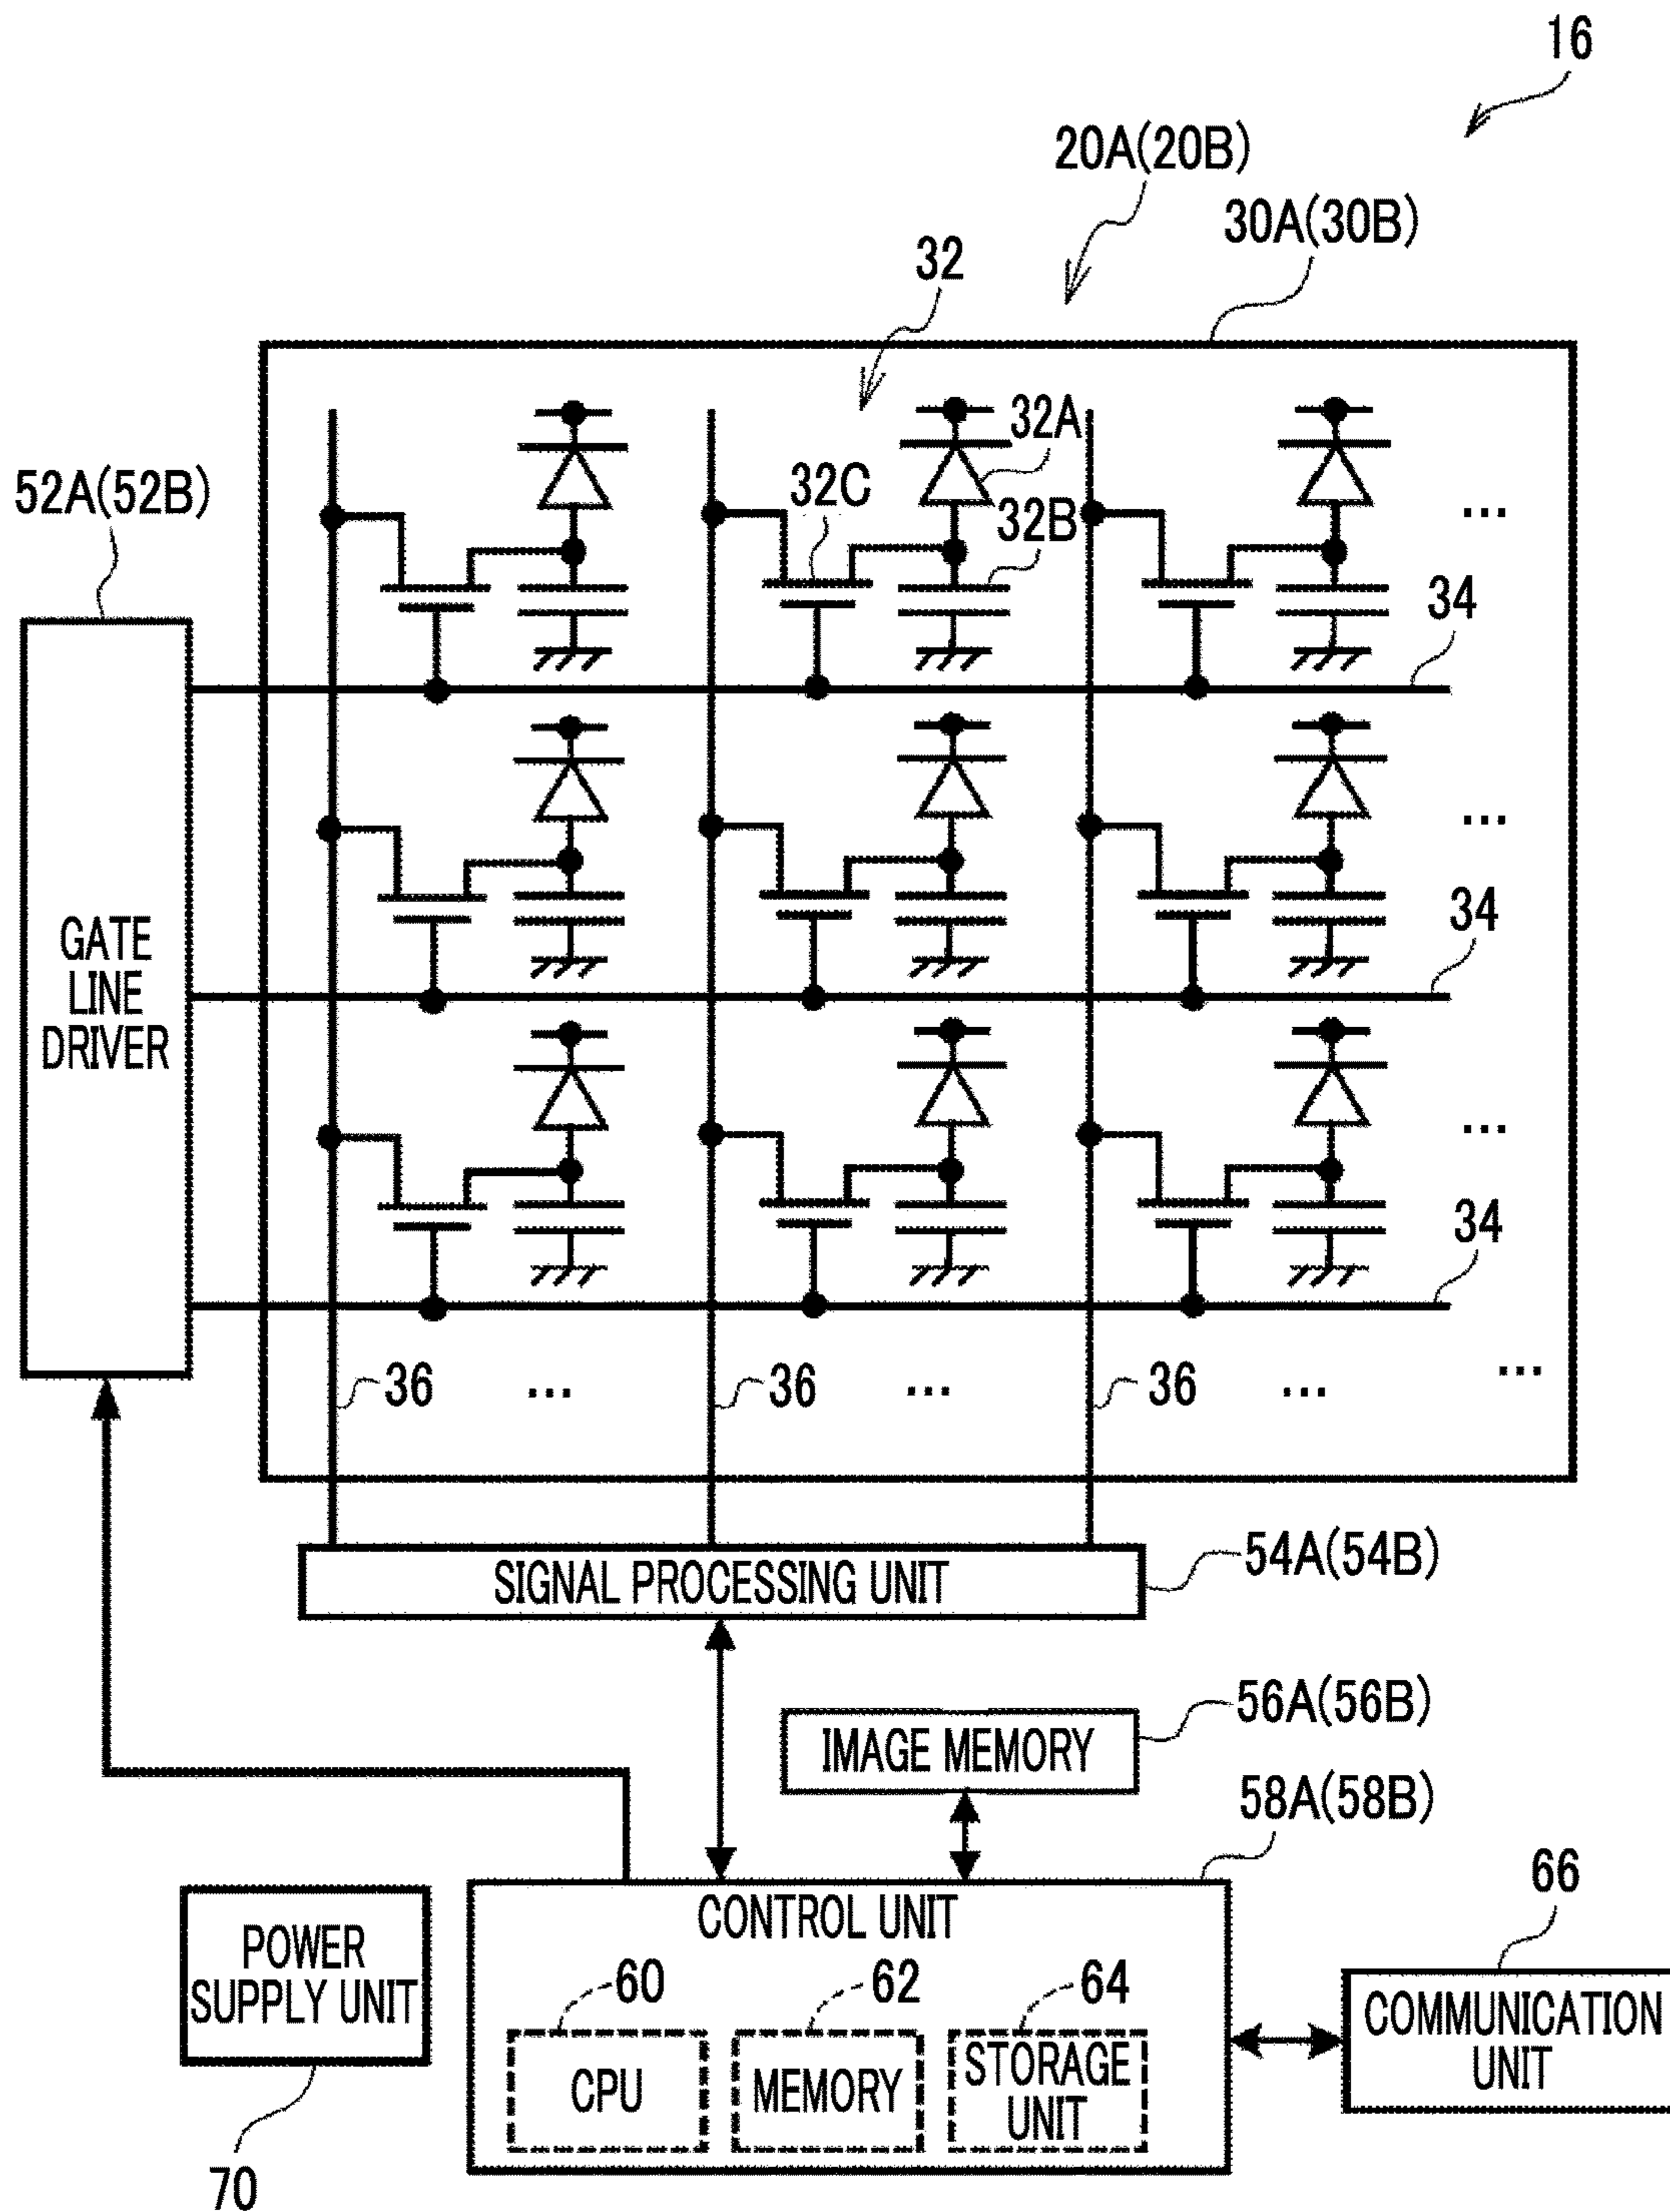 16
20A(20B)
30A(30B)
32
32A
52A(52B)
32C
32B
...
34
...
GATE
LINE
DRIVER
34
...
34
36 ... 36 ... 36 ... ...
SIGNAL PROCESSING UNIT
54A(54B)
IMAGE MEMORY
56A(56B)
58A(58B)
66
CONTROL UNIT
POWER
SUPPLY UNIT
60
62
64
CPU
MEMORY
STORAGE
UNIT
COMMUNICATION
UNIT
70